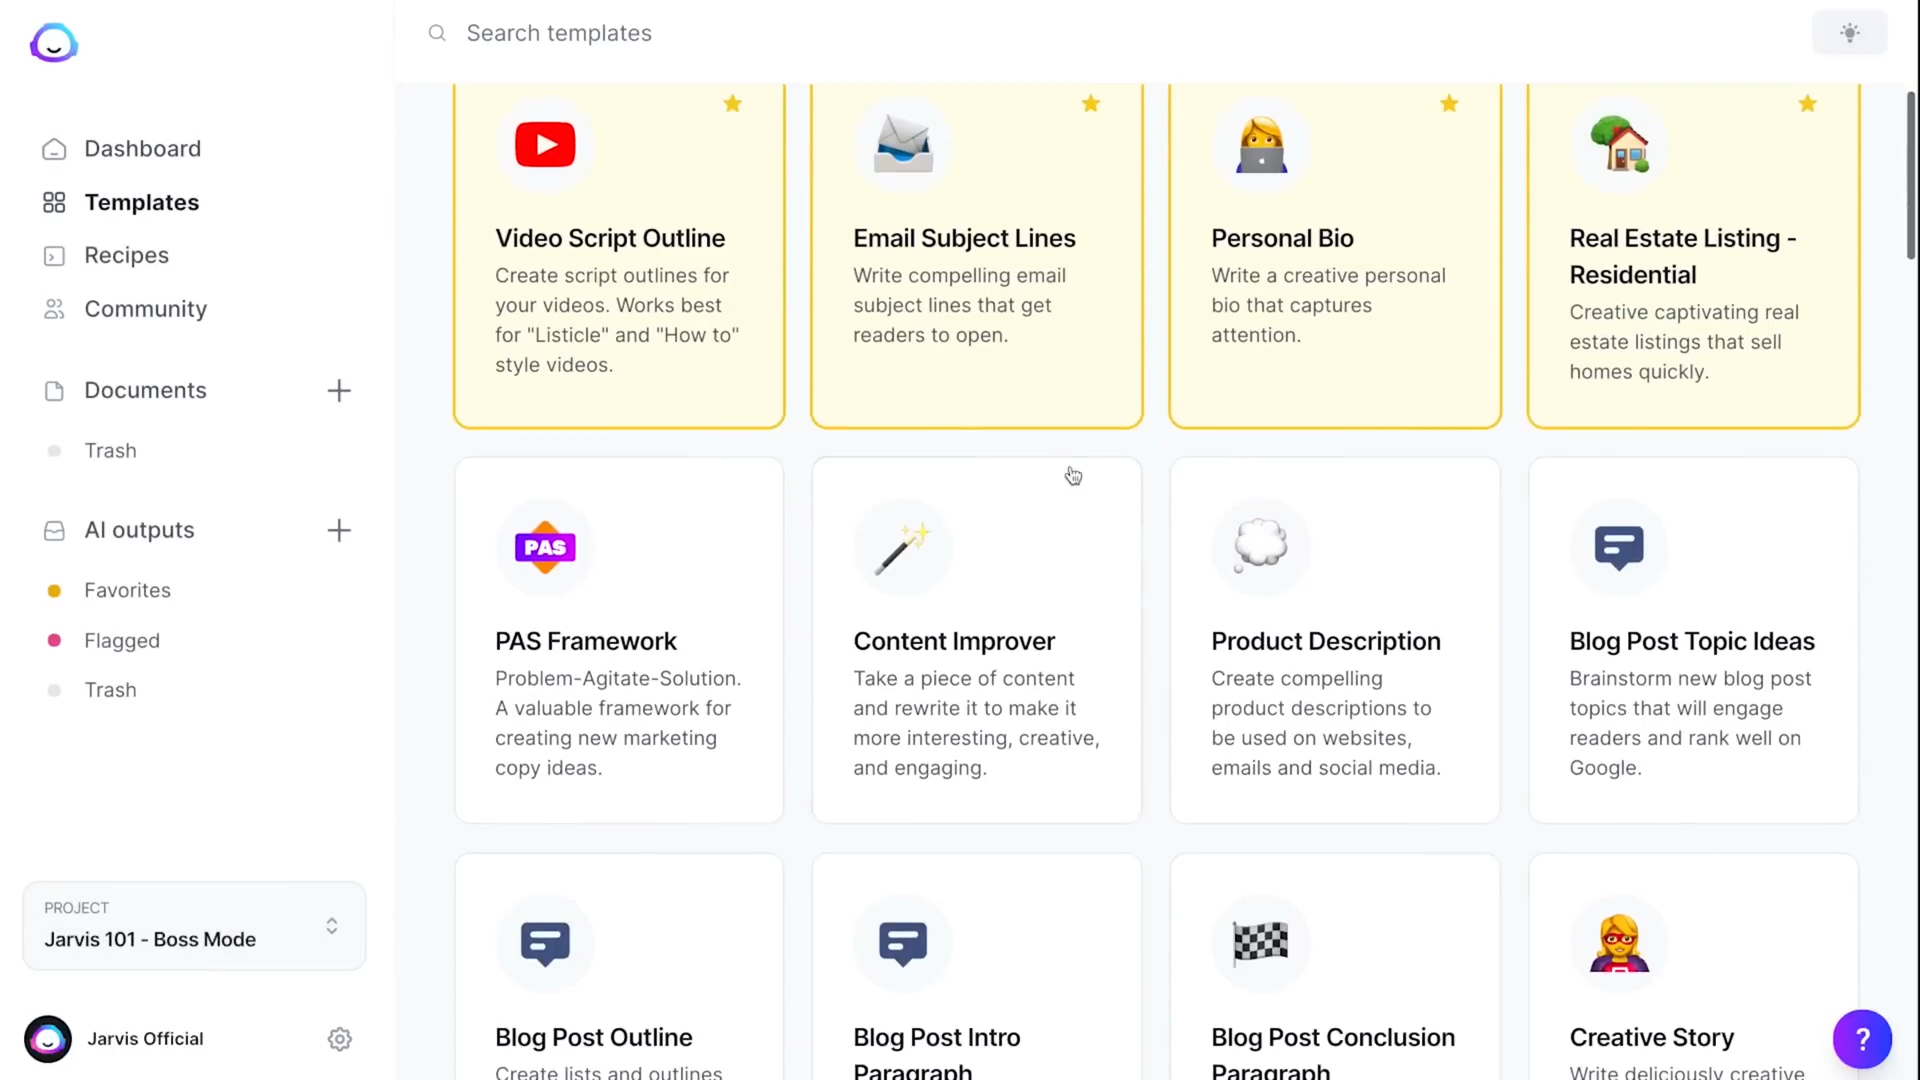 Search templates
Dashboard
Templates
Recipes
Community
Documents
Trash
AI outputs
Favorites
Flagged
Trash
PROJECT
Jarvis 101 - Boss Mode
Jarvis Official
Video Script Outline
Create script outlines for
your videos. Works best
for "Listicle" and "How to"
style videos.
Email Subject Lines
Write compelling email
subject lines that get
readers to open.
Personal Bio
Write a creative personal
bio that captures
attention.
Real Estate Listing -
Residential
Creative captivating real
estate listings that sell
homes quickly.
PAS
PAS Framework
Problem-Agitate-Solution.
A valuable framework for
creating new marketing
copy ideas.
Content Improver
Take a piece of content
and rewrite it to make it
more interesting, creative,
and engaging.
Product Description
Create compelling
product descriptions to
be used on websites,
emails and social media.
Blog Post Topic Ideas
Brainstorm new blog post
topics that will engage
readers and rank well on
Google.
Blog Post Outline
Create lists and outlines
Blog Post Intro
Paragraph
Blog Post Conclusion
Paragraph
Creative Story
Write deliciously creative
?